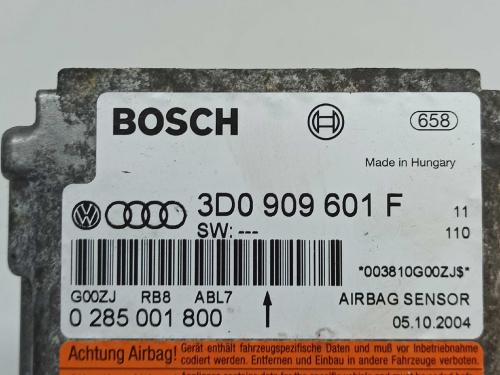 BOSCH
658
Made in Hungary
3D0 909 601 F
11
SW: ---
110
*003810G00ZJ$*
G00ZJ RB8 ABL7
AIRBAG SENSOR
0 285 001 800
05.10.2004
Achtung Airbag! Gerät enthält fahrzeugspezifische Daten und muß vor Inbetriebnahme
codiert werden. Entfernen und Einbau in andere Fahrzeuge verboten.